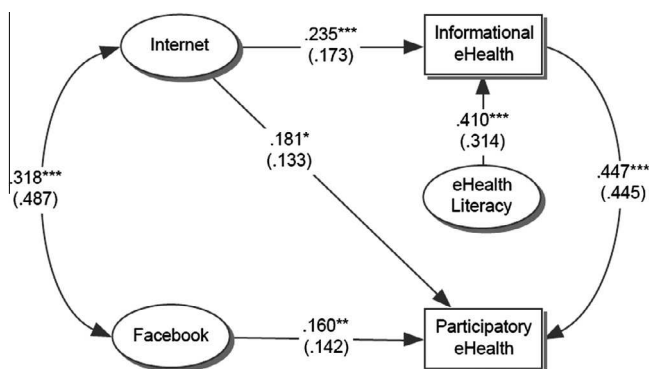 Internet
.235***
(.173)
Informational
eHealth
.181*
(.133)
.410***
(.314)
.318***
(.487)
eHealth
Literacy
.447***
(.445)
Facebook
.160**
(.142)
Participatory
eHealth